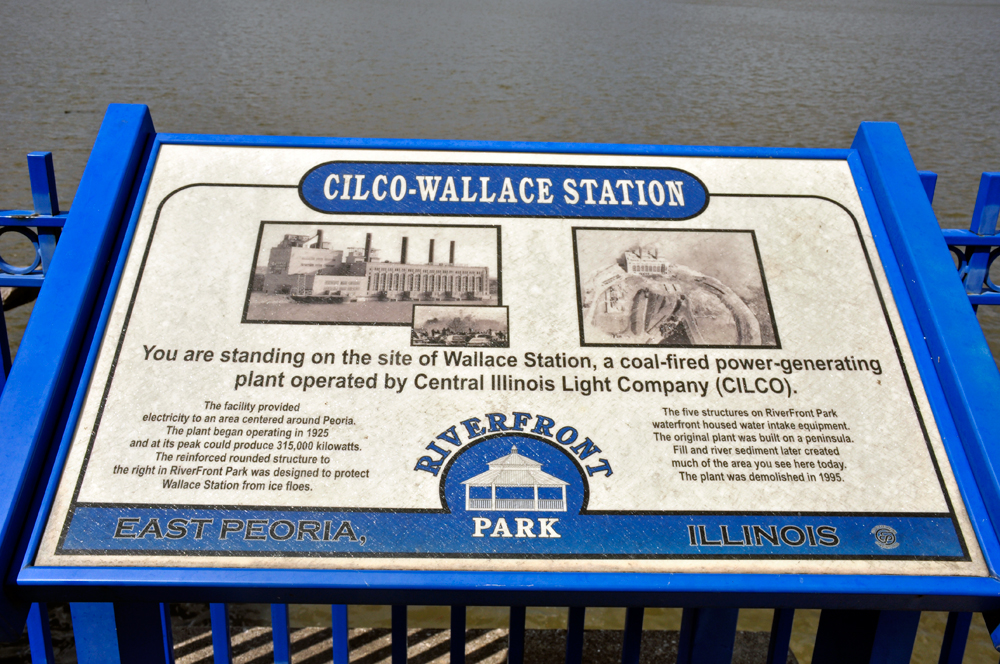 CILCO-WALLACE STATION
You are standing on the site of Wallace Station, a coal-fired power-generating
plant operated by Central Illinois Light Company (CILCO).
The facility provided
electricity to an area centered around Peoria.
The plant began operating in 1925
and at its peak could produce 315,000 kilowatts.
The reinforced rounded structure to
the right in RiverFront Park was designed to protect
Wallace Station from ice floes.
The five structures on RiverFront Park
waterfront housed water intake equipment.
The original plant was built on a peninsula.
Fill and river sediment later created
much of the area you see here today.
The plant was demolished in 1995.
RIVERFRONT
PARK
EAST PEORIA,
ILLINOIS